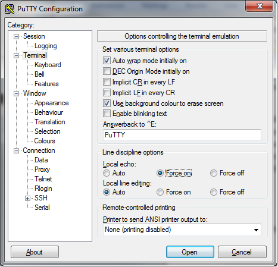 PuTTY Configuration
Category:
Session
Logging
Terminal
Keyboard
Bell
Features
Window
Appearance
Behaviour
Translation
Selection
Colours
Connection
Data
Proxy
Telnet
Rlogin
SSH
Serial
Options controlling the terminal emulation
Set various terminal options
Auto wrap mode initially on
DEC Origin Mode initially on
Implicit CR in every LF
Implicit LF in every CR
Use background colour to erase screen
Enable blinking text
Answerback to ^E:
PuTTY
Line discipline options
Local echo:
Auto Force on Force off
Local line editing:
Auto Force on Force off
Remote-controlled printing
Printer to send ANSI printer output to:
None (printing disabled)
About Open Cancel